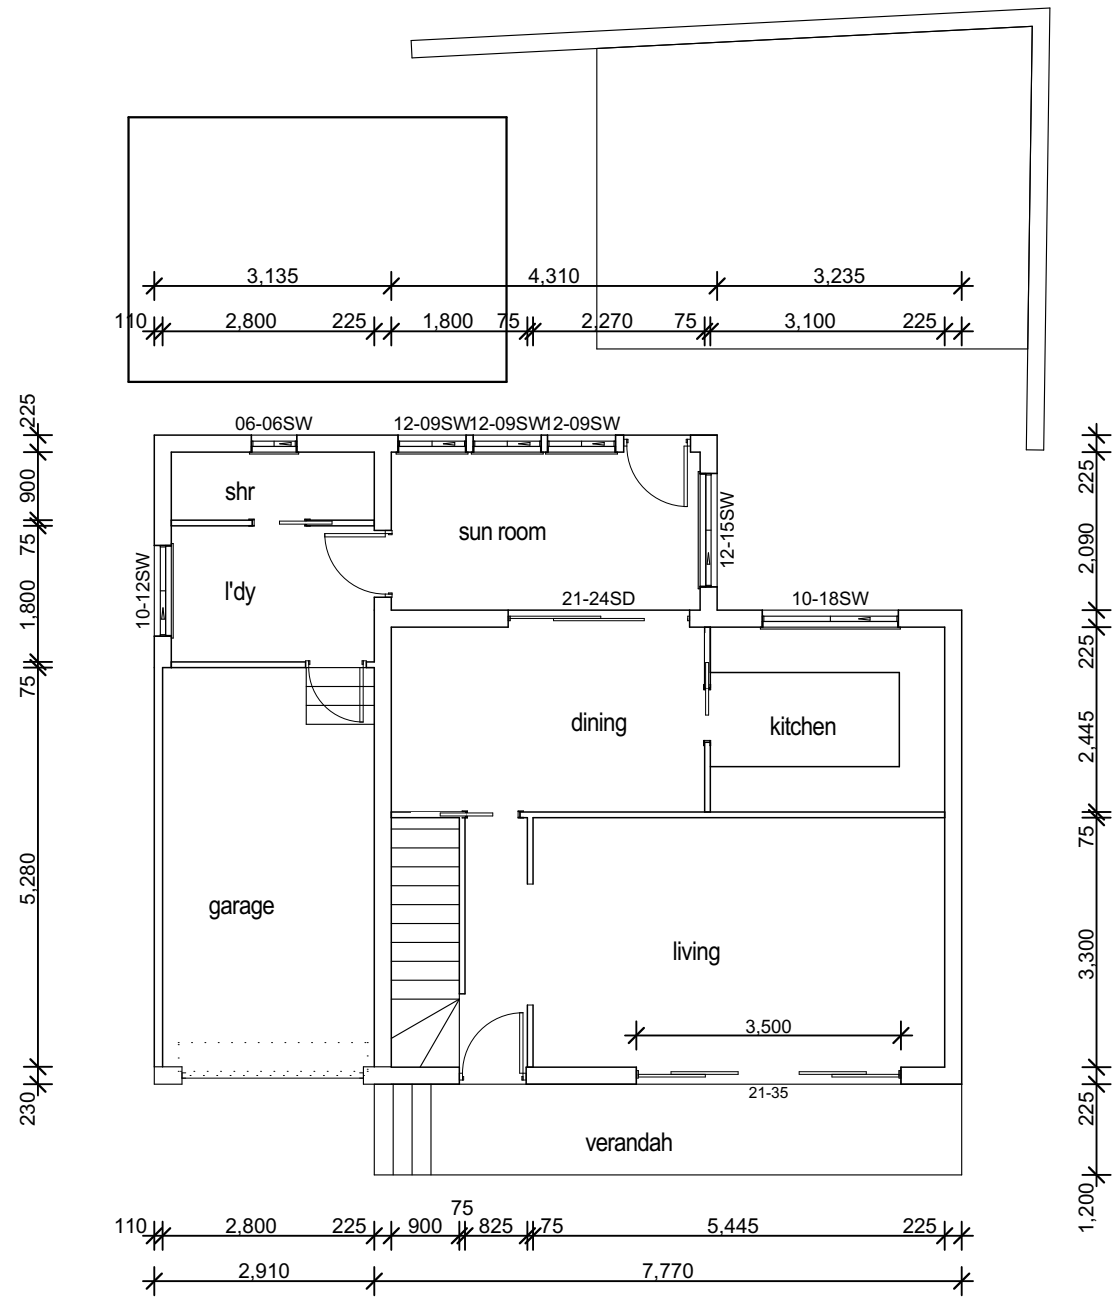 3,135 4,310 3,235
110 2,800 225 1,800 75 2,270 75 3,100 225
06-06SW 12-09SW 12-09SW 12-09SW
225
900
75
1,800
75
5,280
230
225
2,090
225
2,445
75
3,300
225
1,200
shr
sun room
12-15SW
10-12SW
l'dy
21-24SD 10-18SW
dining kitchen
garage
living
3,500
21-35
verandah
75
110 2,800 225 900 825 75 5,445 225
2,910 7,770